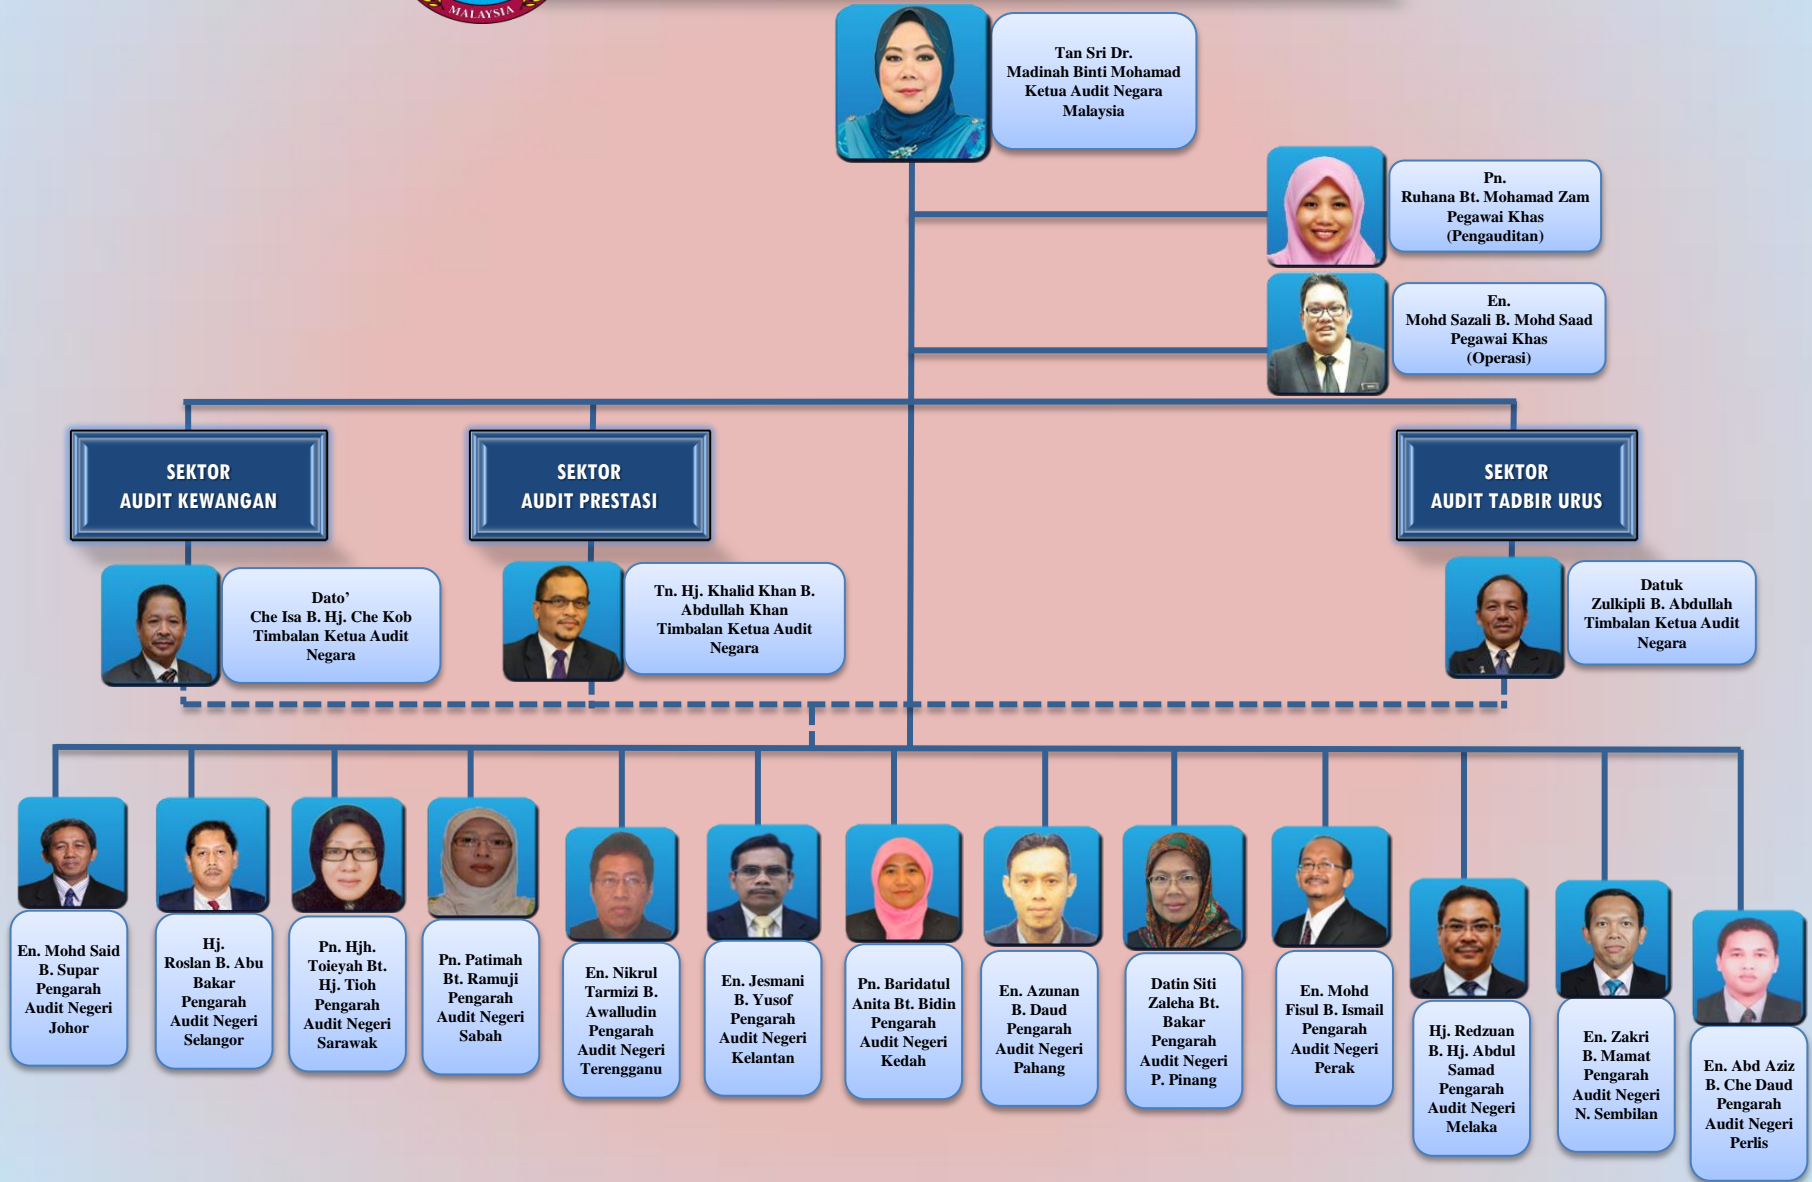 MALAYSIA
Tan Sri Dr.
Madinah Binti Mohamad
Ketua Audit Negara
Malaysia
Pn.
Ruhana Bt. Mohamad Zam
Pegawai Khas
(Pengauditan)
En.
Mohd Sazali B. Mohd Saad
Pegawai Khas
(Operasi)
SEKTOR
AUDIT KEWANGAN
SEKTOR
AUDIT PRESTASI
SEKTOR
AUDIT TADBIR URUS
Dato’
Che Isa B. Hj. Che Kob
Timbalan Ketua Audit
Negara
Tn. Hj. Khalid Khan B.
Abdullah Khan
Timbalan Ketua Audit
Negara
Datuk
Zulkipli B. Abdullah
Timbalan Ketua Audit
Negara
En. Mohd Said
B. Supar
Pengarah
Audit Negeri
Johor
Hj.
Roslan B. Abu
Bakar
Pengarah
Audit Negeri
Selangor
Pn. Hjh.
Toieyah Bt.
Hj. Tioh
Pengarah
Audit Negeri
Sarawak
Pn. Patimah
Bt. Ramuji
Pengarah
Audit Negeri
Sabah
En. Nikrul
Tarmizi B.
Awalludin
Pengarah
Audit Negeri
Terengganu
En. Jesmani
B. Yusof
Pengarah
Audit Negeri
Kelantan
Pn. Baridatul
Anita Bt. Bidin
Pengarah
Audit Negeri
Kedah
En. Azunan
B. Daud
Pengarah
Audit Negeri
Pahang
Datin Siti
Zaleha Bt.
Bakar
Pengarah
Audit Negeri
P. Pinang
En. Mohd
Fisul B. Ismail
Pengarah
Audit Negeri
Perak
Hj. Redzuan
B. Hj. Abdul
Samad
Pengarah
Audit Negeri
Melaka
En. Zakri
B. Mamat
Pengarah
Audit Negeri
N. Sembilan
En. Abd Aziz
B. Che Daud
Pengarah
Audit Negeri
Perlis